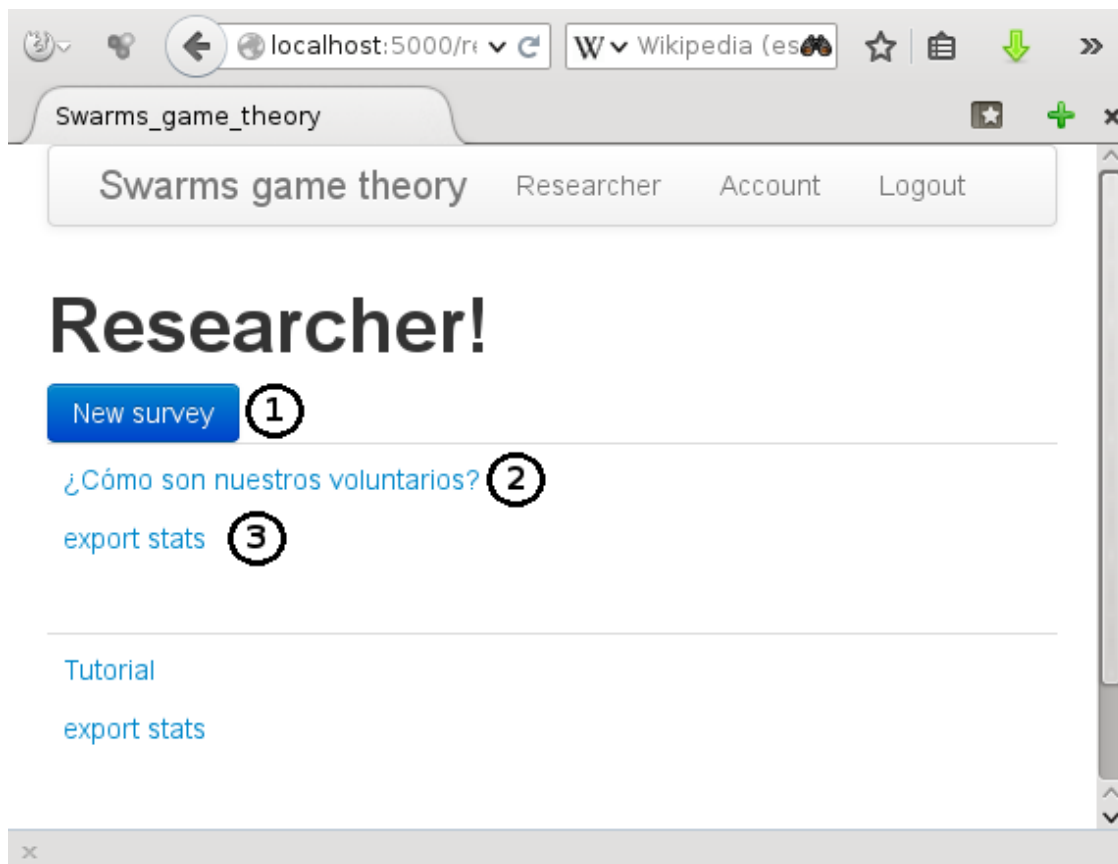 localhost:5000/re
Wikipedia (es
Swarms_game_theory
Swarms game theory Researcher Account Logout
Researcher!
New survey 1
¿Cómo son nuestros voluntarios? 2
export stats 3
Tutorial
export stats